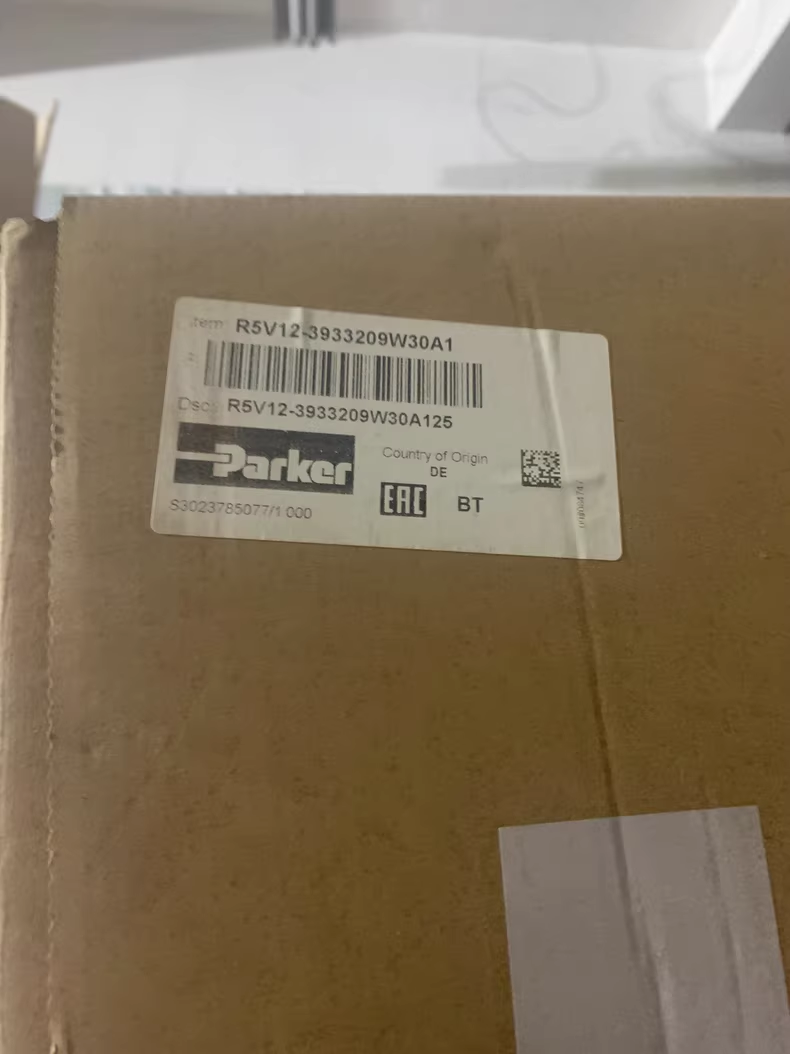 Item: R5V12-3933209W30A1
Dsc: R5V12-3933209W30A125
Parker
Country of Origin
DE
EAC
BT
S3023785077/1 000